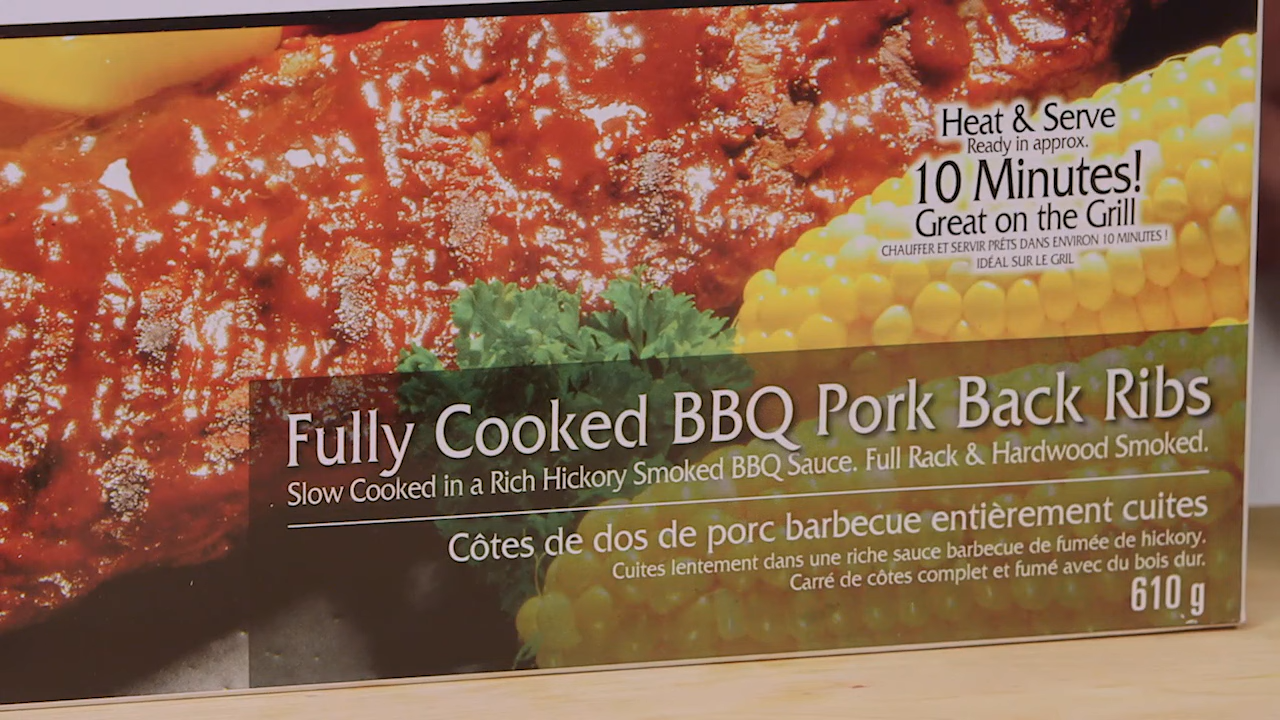 Heat & Serve
Ready in approx.
10 Minutes!
Great on the Grill
CHAUFFER ET SERVIR PRÊTS DANS ENVIRON 10 MINUTES !
IDÉAL SUR LE GRIL
Fully Cooked BBQ Pork Back Ribs
Slow Cooked in a Rich Hickory Smoked BBQ Sauce. Full Rack & Hardwood Smoked.
Côtes de dos de porc barbecue entièrement cuites
Cuites lentement dans une riche sauce barbecue de fumée de hickory.
Carré de côtes complet et fumé avec du bois dur.
610 g